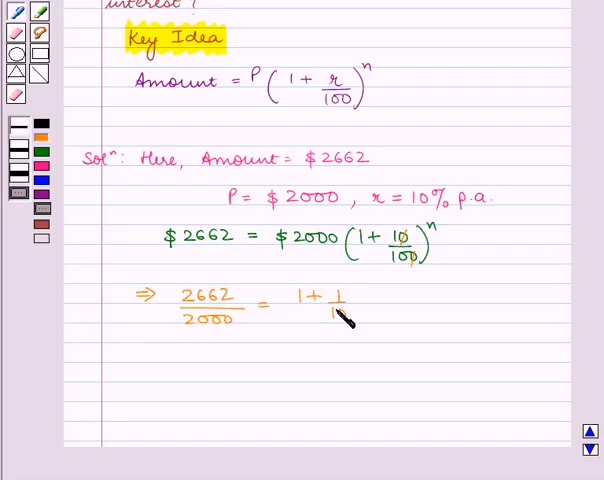 interest?
Key Idea
Amount = P ( 1 + r/100 )^n
Solⁿ: Here, Amount = $2662
P = $2000, r = 10% p.a.
$2662 = $2000 ( 1 + 10/100 )^n
⇒ 2662/2000 = 1 + 1/10